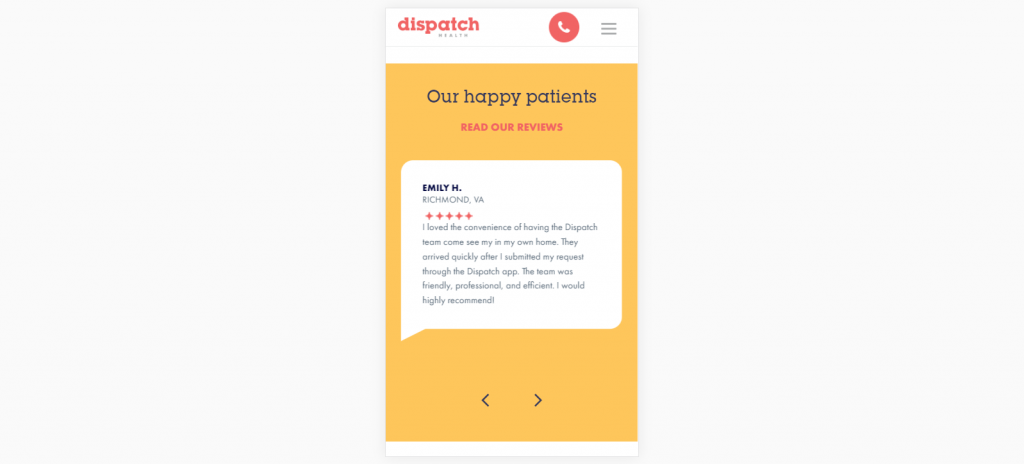 dispatch
HEALTH
Our happy patients
READ OUR REVIEWS
EMILY H.
RICHMOND, VA
I loved the convenience of having the Dispatch
team come see my in my own home. They
arrived quickly after I submitted my request
through the Dispatch app. The team was
friendly, professional, and efficient. I would
highly recommend!